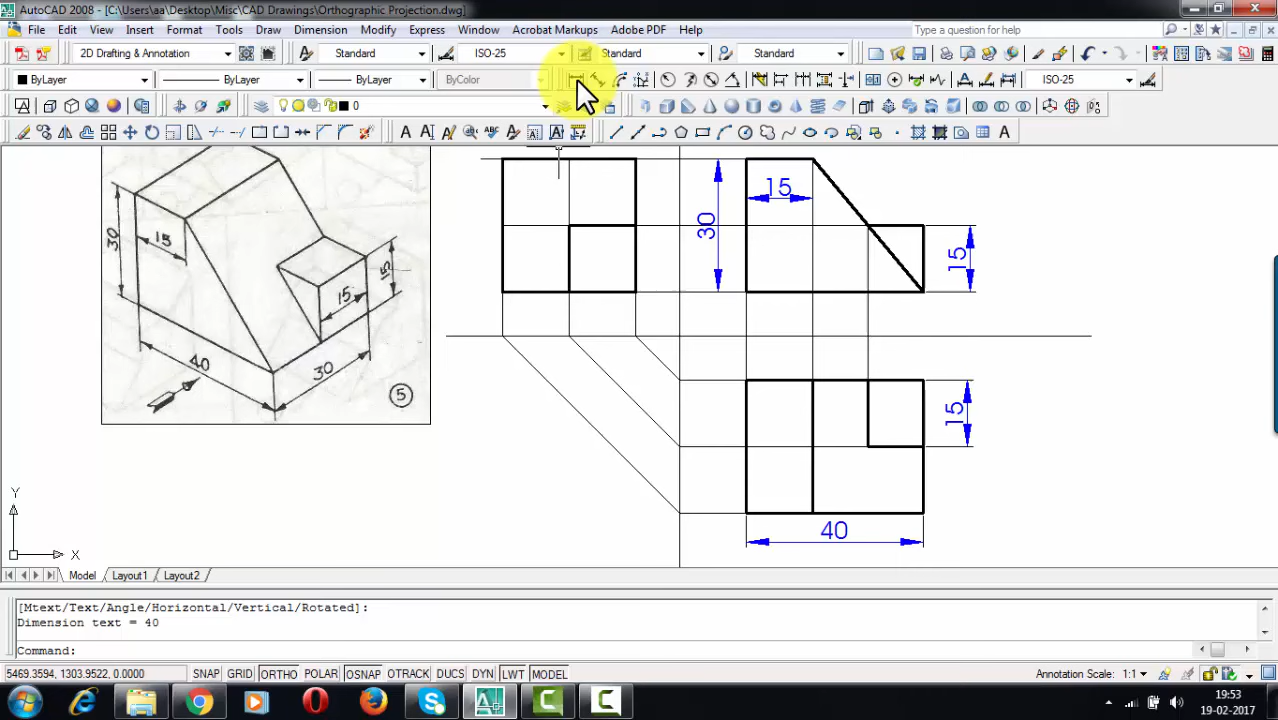 AutoCAD 2008 - [C:\Users\aa\Desktop\Misc\CAD Drawings\Orthographic Projection.dwg]
File Edit View Insert Format Tools Draw Dimension Modify Express Window Acrobat Markups Adobe PDF Help Type a question for help
2D Drafting & Annotation Standard ISO-25 Standard Standard
ByLayer ByLayer ByLayer ByColor ISO-25
0
30
15
15
15
40
30
5
30
15
15
15
40
Y
X
Model Layout1 Layout2
[Mtext/Text/Angle/Horizontal/Vertical/Rotated]:
Dimension text = 40
Command:
5469.3594, 1303.9522, 0.0000 SNAP GRID ORTHO POLAR OSNAP OTRACK DUCS DYN LWT MODEL Annotation Scale: 1:1
19:53
19-02-2017